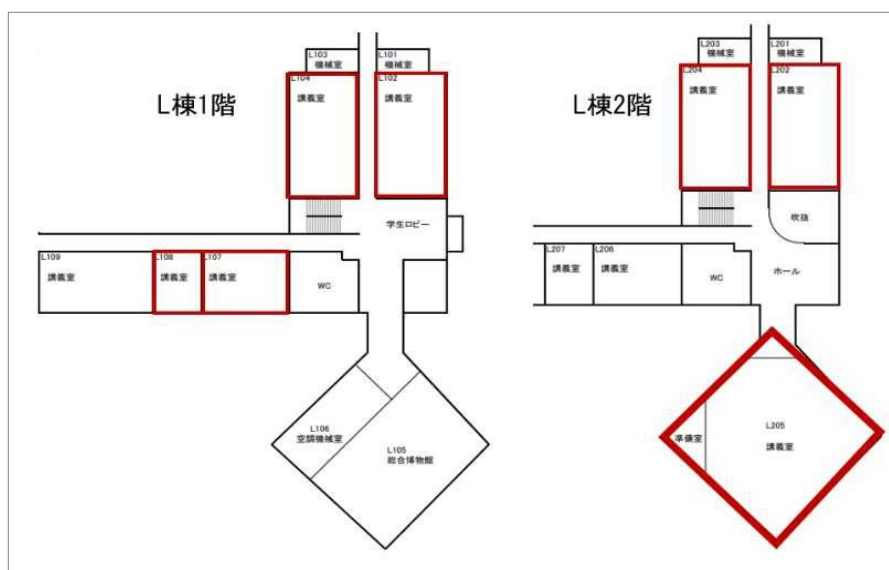 L棟1階
L103
機械室
L101
機械室
L104
講義室
L102
講義室
学生ロビー
L109
講義室
L108
講義室
L107
講義室
WC
L106
空調機械室
L105
総合博物館
L棟2階
L203
機械室
L201
機械室
L204
講義室
L202
講義室
吹抜
L207
講義室
L206
講義室
WC
ホール
準備室
L205
講義室